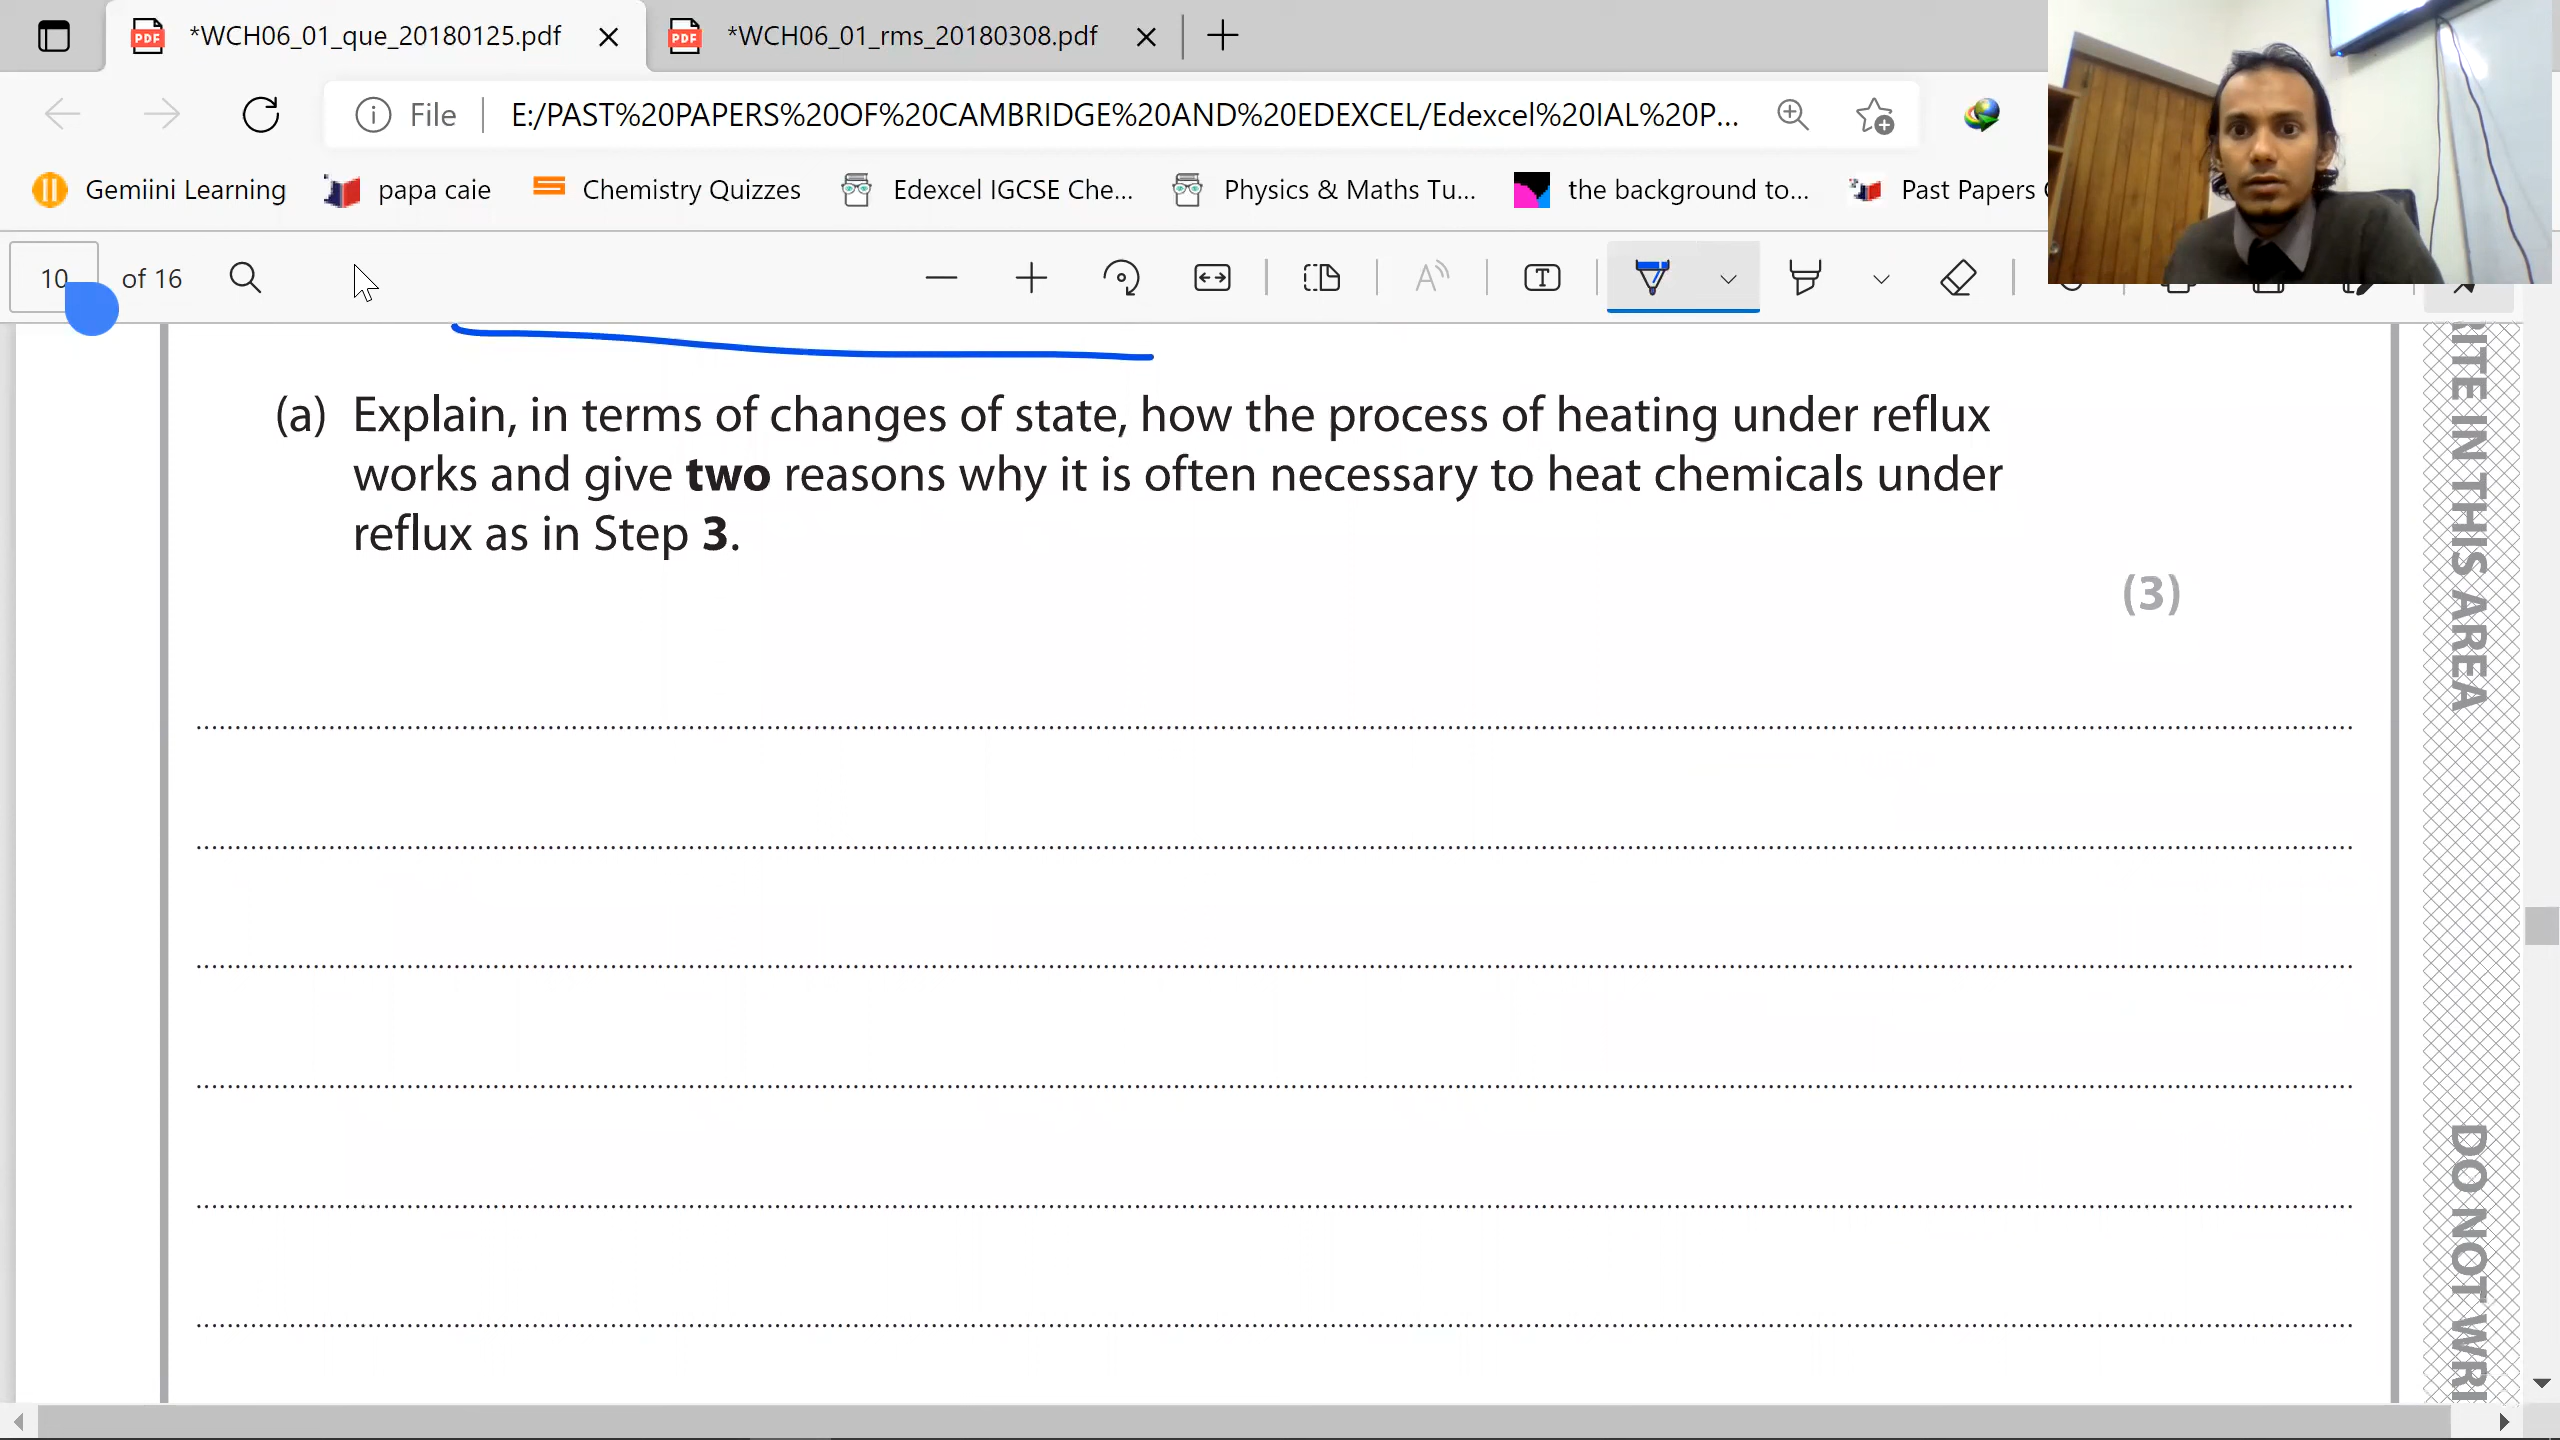 *WCH06_01_que_20180125.pdf
*WCH06_01_rms_20180308.pdf
File
E:/PAST%20PAPERS%20OF%20CAMBRIDGE%20AND%20EDEXCEL/Edexcel%20IAL%20P...
Gemiini Learning
papa caie
Chemistry Quizzes
Edexcel IGCSE Che...
Physics & Maths Tu...
the background to...
Past Papers
10 of 16
(a) Explain, in terms of changes of state, how the process of heating under reflux
works and give two reasons why it is often necessary to heat chemicals under
reflux as in Step 3.
(3)
IN THIS AREA
DO NOT